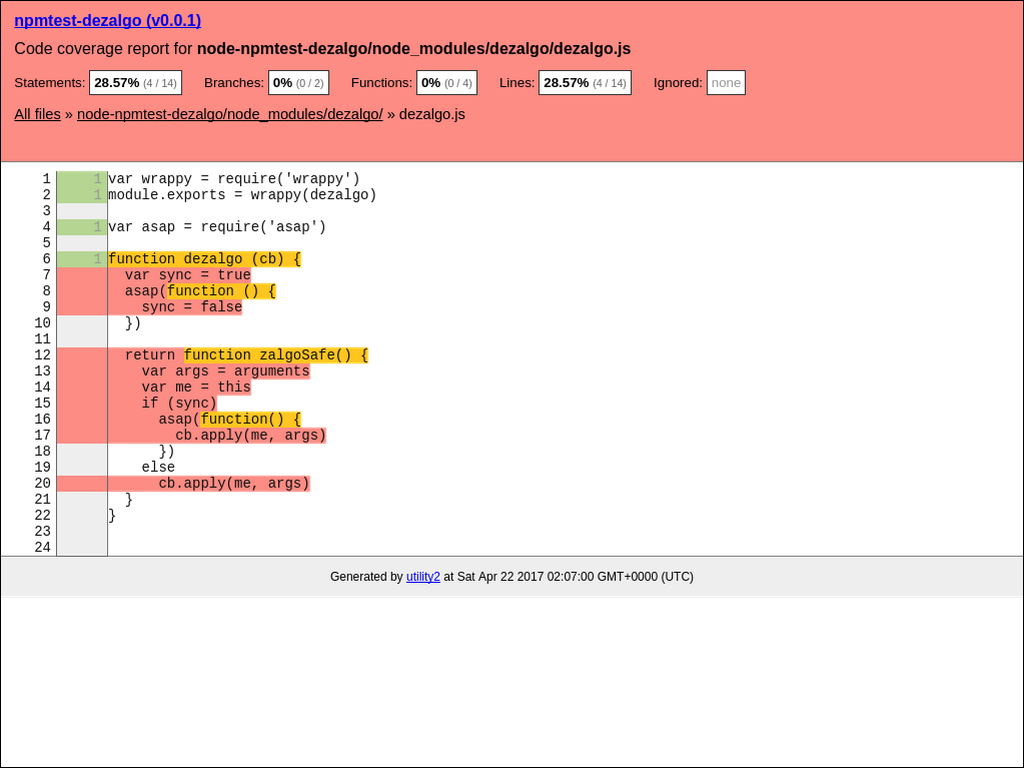 npmtest-dezalgo (v0.0.1)
Code coverage report for node-npmtest-dezalgo/node_modules/dezalgo/dezalgo.js
Statements: 28.57% (4 / 14) Branches: 0% (0 / 2) Functions: 0% (0 / 4) Lines: 28.57% (4 / 14) Ignored: none
All files » node-npmtest-dezalgo/node_modules/dezalgo/ » dezalgo.js
1 1 var wrappy = require('wrappy')
2 1 module.exports = wrappy(dezalgo)
3
4 1 var asap = require('asap')
5
6 1 function dezalgo (cb) {
7   var sync = true
8   asap(function () {
9     sync = false
10   })
11
12   return function zalgoSafe() {
13     var args = arguments
14     var me = this
15     if (sync)
16       asap(function() {
17         cb.apply(me, args)
18       })
19     else
20       cb.apply(me, args)
21   }
22 }
23
24
Generated by utility2 at Sat Apr 22 2017 02:07:00 GMT+0000 (UTC)